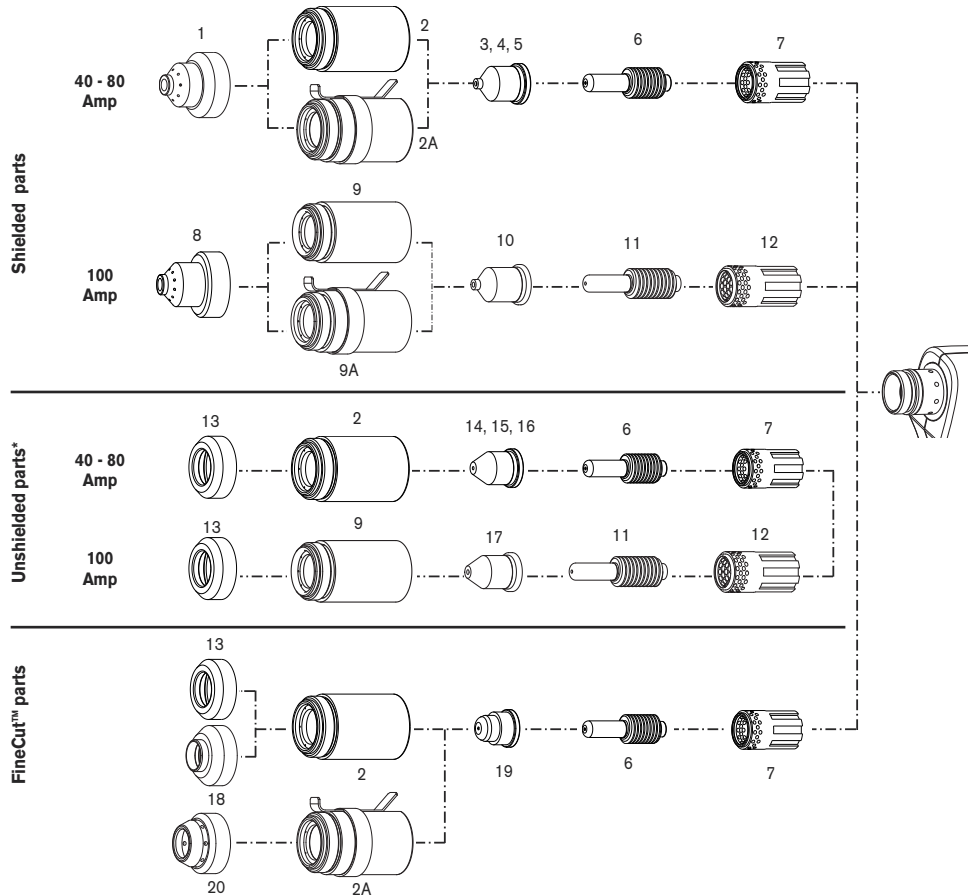 Shielded parts
40 - 80
Amp
1
2
2A
3, 4, 5
6
7
100
Amp
8
9
9A
10
11
12
Unshielded parts*
40 - 80
Amp
13
2
14, 15, 16
6
7
100
Amp
13
9
17
11
12
FineCut™ parts
13
18
20
2
2A
19
6
7